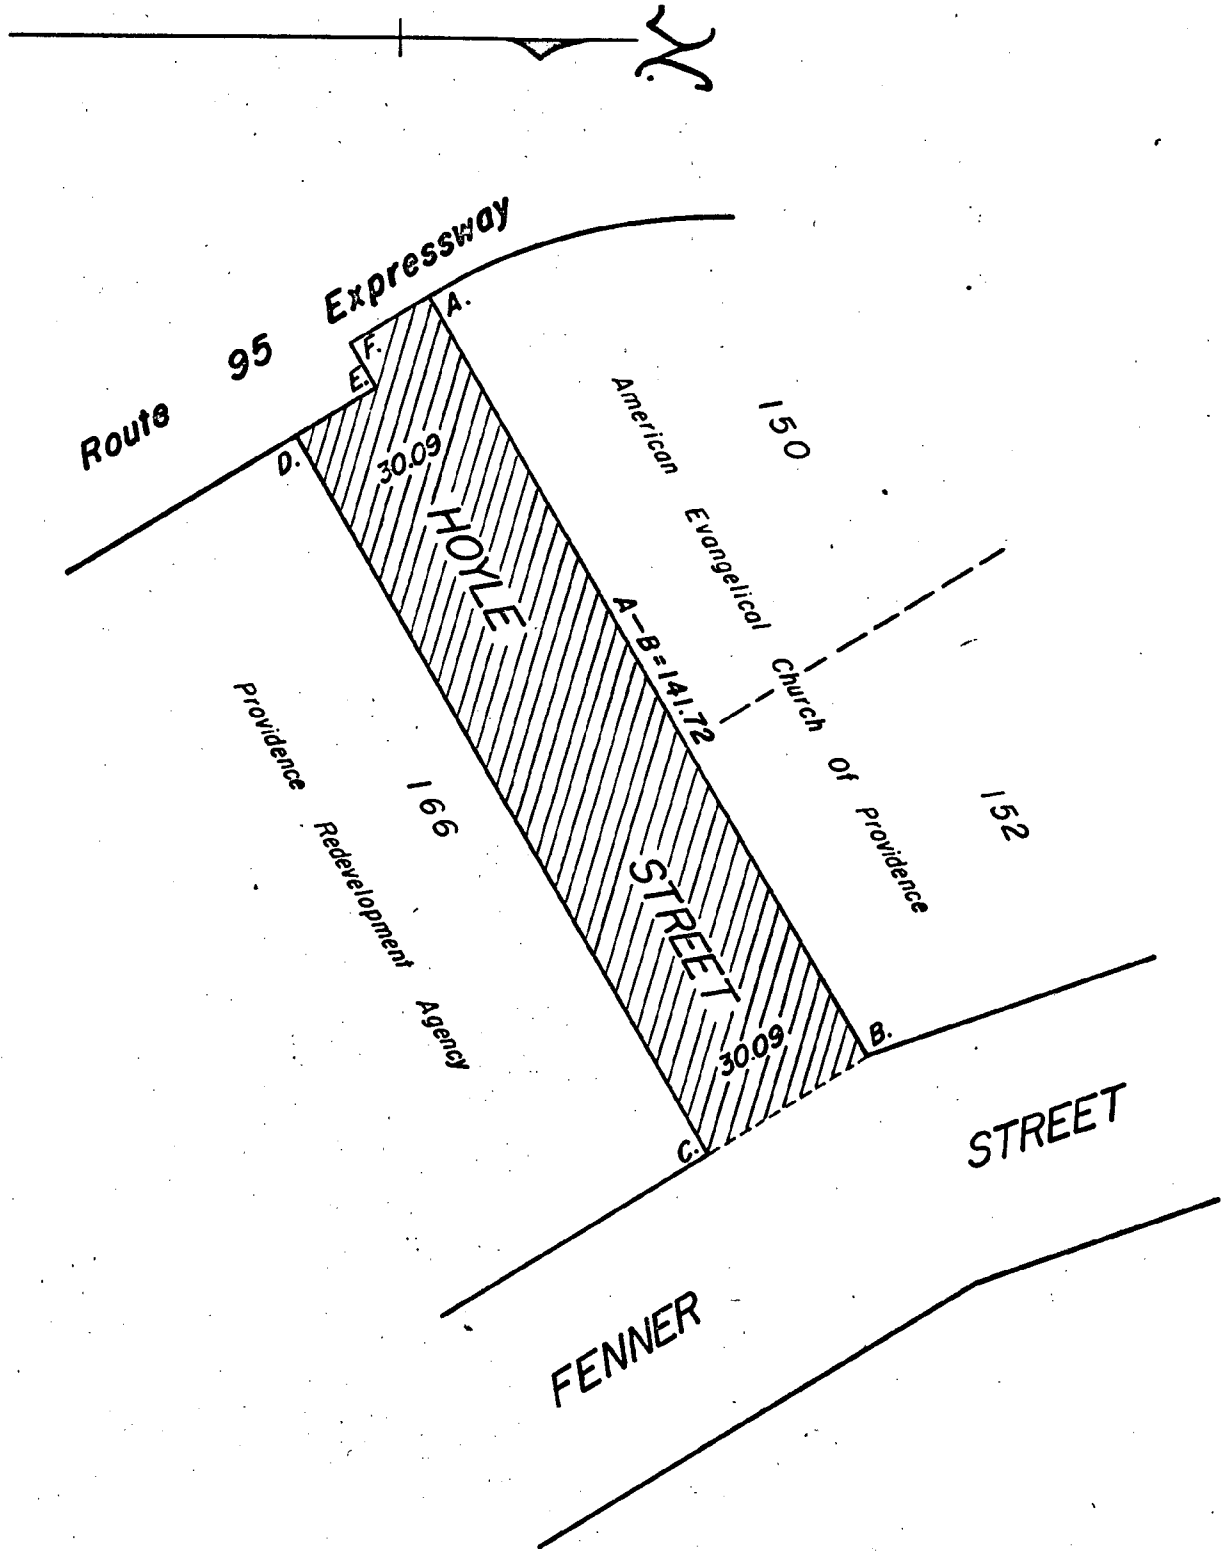 N.
Route 95 Expressway
A.
F.
E.
D.
30.09
HOYLE STREET
A-B=141.72
American Evangelical Church of Providence
150
152
Providence Redevelopment Agency
166
30.09
B.
C.
FENNER STREET